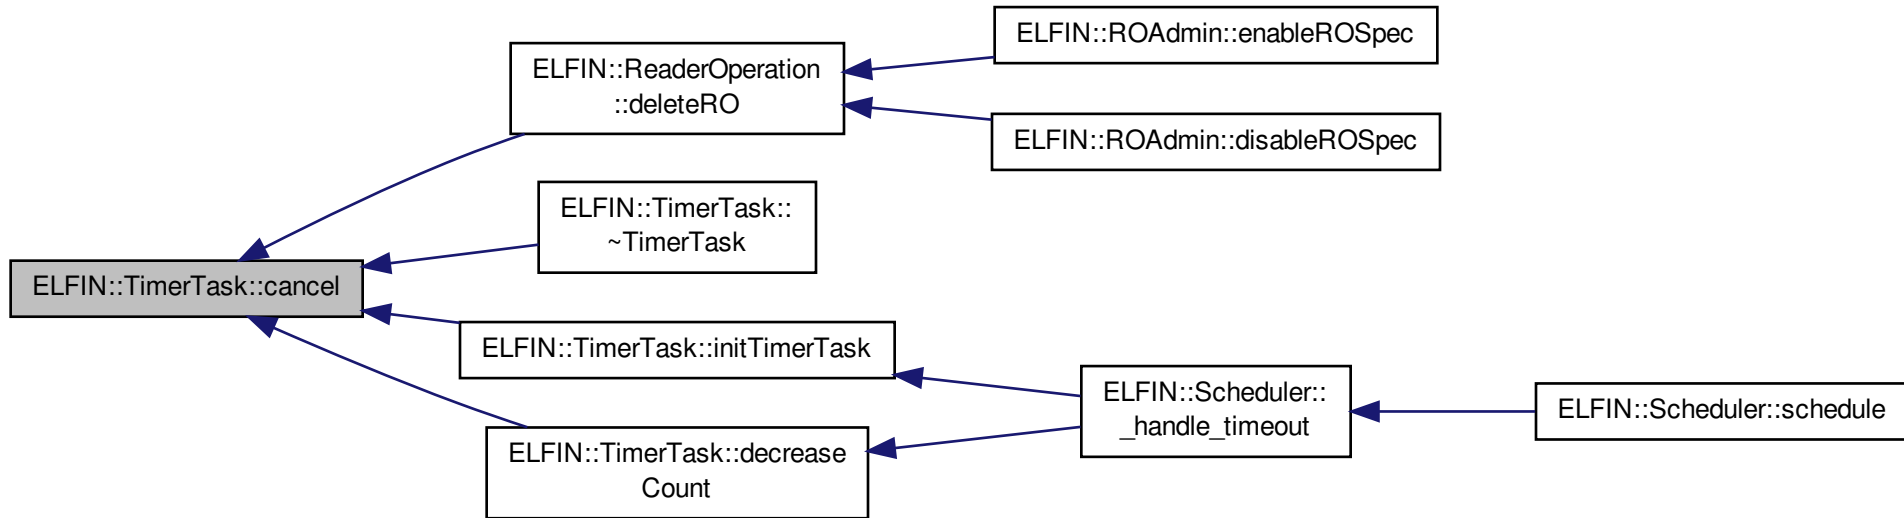 ELFIN::TimerTask::cancel
ELFIN::ReaderOperation
::deleteRO
ELFIN::ROAdmin::enableROSpec
ELFIN::ROAdmin::disableROSpec
ELFIN::TimerTask::
~TimerTask
ELFIN::TimerTask::initTimerTask
ELFIN::TimerTask::decrease
Count
ELFIN::Scheduler::
_handle_timeout
ELFIN::Scheduler::schedule